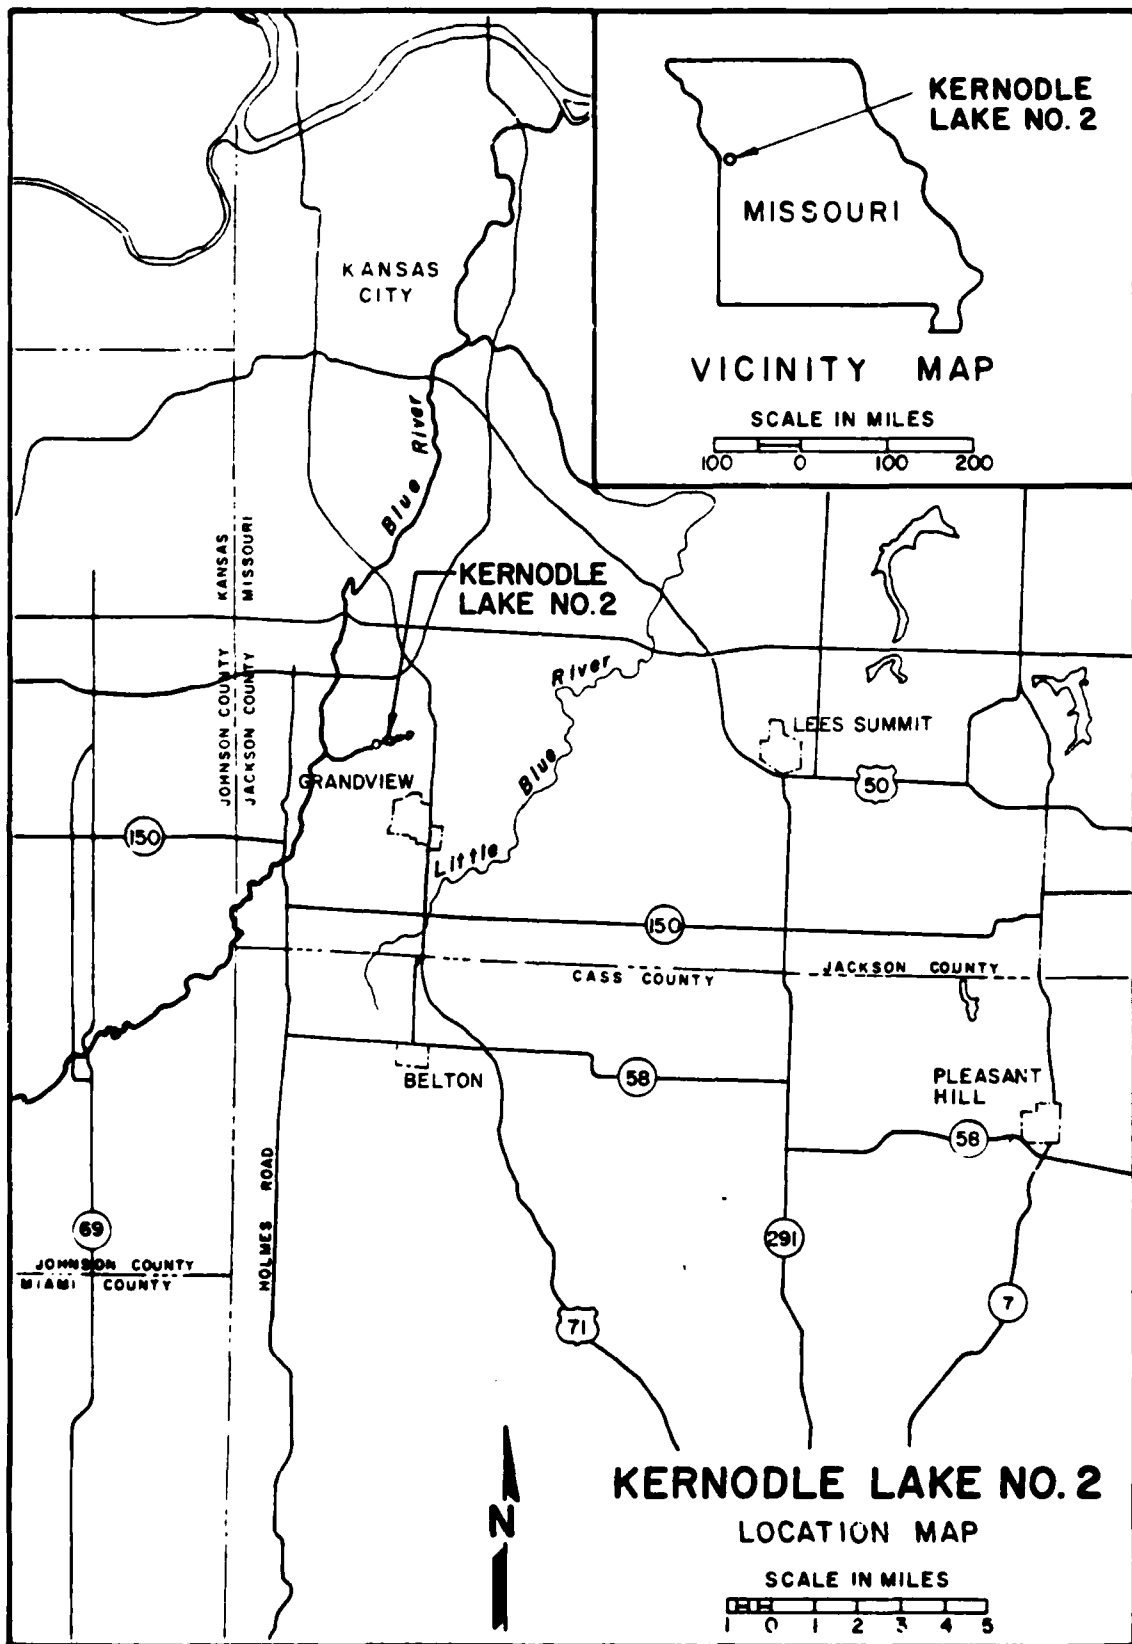 KERNODLE
LAKE NO. 2
MISSOURI
VICINITY MAP
SCALE IN MILES
100 0 100 200
KANSAS
CITY
Blue River
KANSAS
MISSOURI
KERNODLE
LAKE NO. 2
JOHNSON COUNTY
JACKSON COUNTY
Little Blue River
LEES SUMMIT
GRANDVIEW
50
150
150
CASS COUNTY
JACKSON COUNTY
BELTON
58
PLEASANT
HILL
58
HOLMES ROAD
69
291
JOHNSON COUNTY
MIAMI COUNTY
7
71
KERNODLE LAKE NO. 2
LOCATION MAP
N
SCALE IN MILES
1 0 1 2 3 4 5